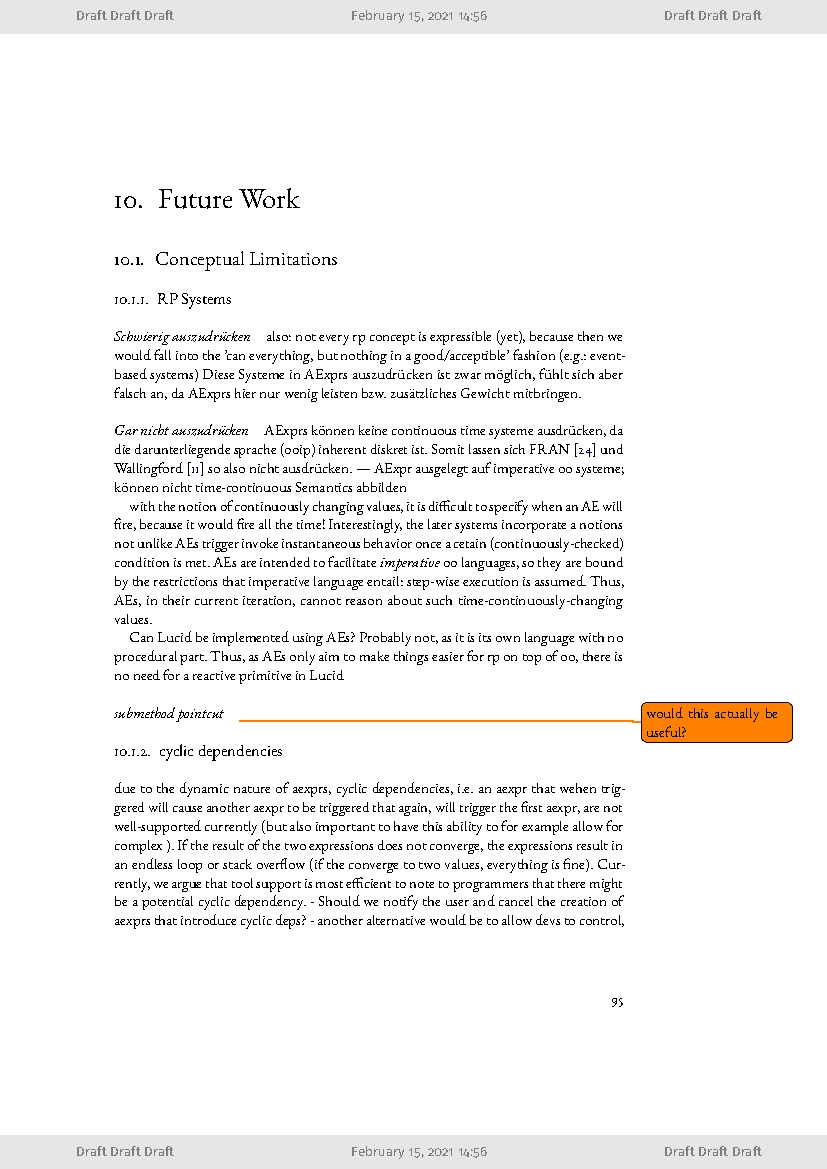 Draft Draft Draft February 15, 2021 14:56 Draft Draft Draft
10. Future Work
10.1. Conceptual Limitations
10.1.1. RP Systems
Schwierig auszudrücken also: not every rp concept is expressible (yet), because then we
would fall into the 'can everything, but nothing in a good/acceptible' fashion (e.g.: event-
based systems) Diese Systeme in AExprs auszudrücken ist zwar möglich, fühlt sich aber
falsch an, da AExprs hier nur wenig leisten bzw. zusätzliches Gewicht mitbringen.
Gar nicht auszudrücken AExprs können keine continuous time systeme ausdrücken, da
die darunterliegende sprache (ooip) inherent diskret ist. Somit lassen sich FRAN [24] und
Wallingford [11] so also nicht ausdrücken. — AExpr ausgelegt auf imperative oo systeme;
können nicht time-continuous Semantics abbilden
with the notion of continuously changing values, it is difficult to specify when an AE will
fire, because it would fire all the time! Interestingly, the later systems incorporate a notions
not unlike AEs trigger invoke instantaneous behavior once a cetain (continuously-checked)
condition is met. AEs are intended to facilitate imperative oo languages, so they are bound
by the restrictions that imperative language entail: step-wise execution is assumed. Thus,
AEs, in their current iteration, cannot reason about such time-continuously-changing
values.
Can Lucid be implemented using AEs? Probably not, as it is its own language with no
procedural part. Thus, as AEs only aim to make things easier for rp on top of oo, there is
no need for a reactive primitive in Lucid
submethod pointcut
would this actually be
useful?
10.1.2. cyclic dependencies
due to the dynamic nature of aexprs, cyclic dependencies, i.e. an aexpr that wehen trig-
gered will cause another aexpr to be triggered that again, will trigger the first aexpr, are not
well-supported currently (but also important to have this ability to for example allow for
complex ). If the result of the two expressions does not converge, the expressions result in
an endless loop or stack overflow (if the converge to two values, everything is fine). Cur-
rently, we argue that tool support is most efficient to note to programmers that there might
be a potential cyclic dependency. - Should we notify the user and cancel the creation of
aexprs that introduce cyclic deps? - another alternative would be to allow devs to control,
95
Draft Draft Draft February 15, 2021 14:56 Draft Draft Draft